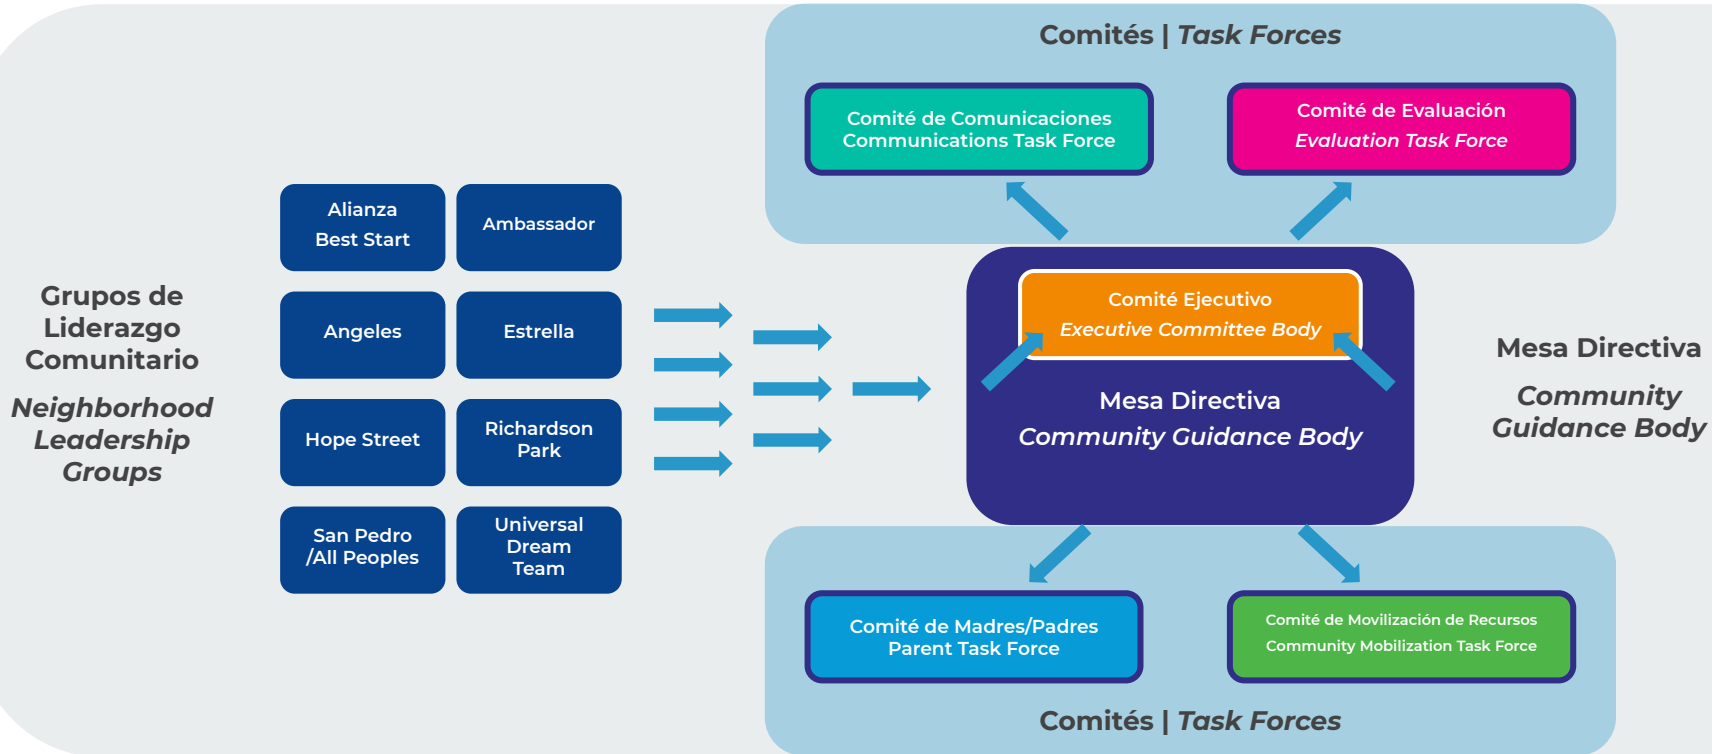 Comités | Task Forces
Comité de Comunicaciones
Communications Task Force
Comité de Evaluación
Evaluation Task Force
Grupos de
Liderazgo
Comunitario
Neighborhood
Leadership
Groups
Alianza
Best Start
Ambassador
Angeles
Estrella
Hope Street
Richardson
Park
San Pedro
/All Peoples
Universal
Dream
Team
Comité Ejecutivo
Executive Committee Body
Mesa Directiva
Community Guidance Body
Mesa Directiva
Community
Guidance Body
Comité de Madres/Padres
Parent Task Force
Comité de Movilización de Recursos
Community Mobilization Task Force
Comités | Task Forces